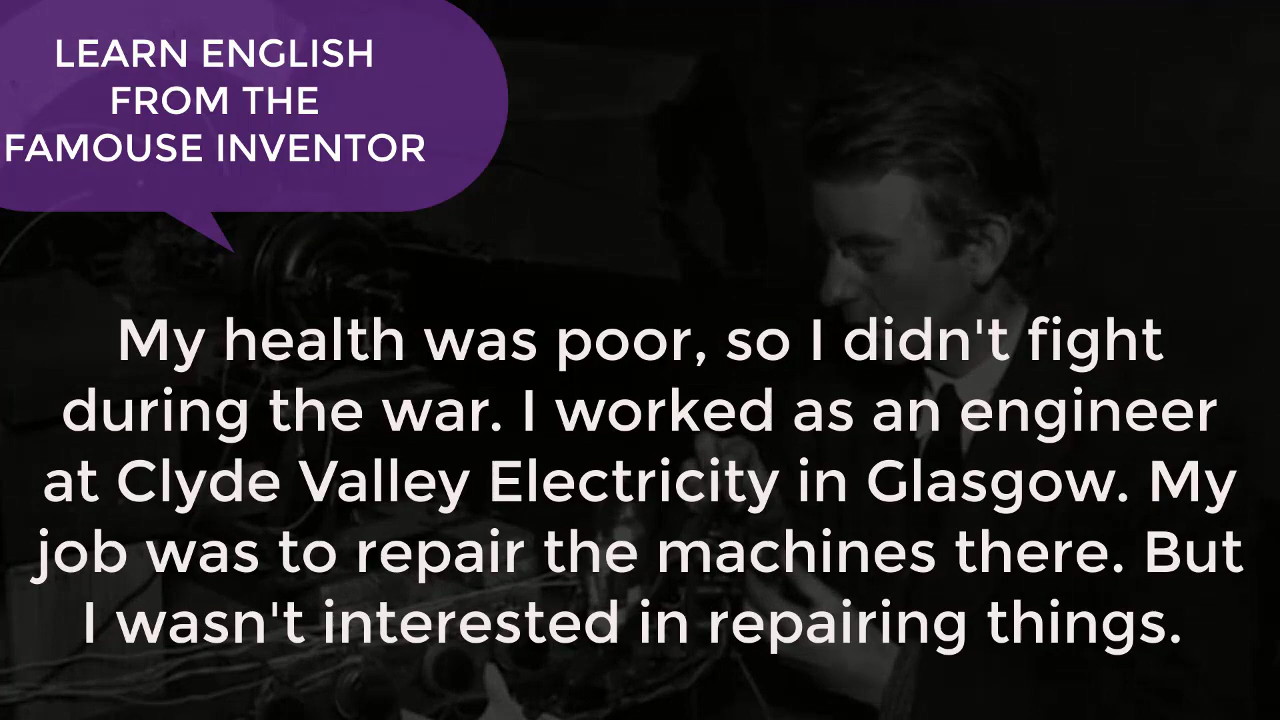 LEARN ENGLISH
FROM THE
FAMOUSE INVENTOR
My health was poor, so I didn't fight
during the war. I worked as an engineer
at Clyde Valley Electricity in Glasgow. My
job was to repair the machines there. But
I wasn't interested in repairing things.